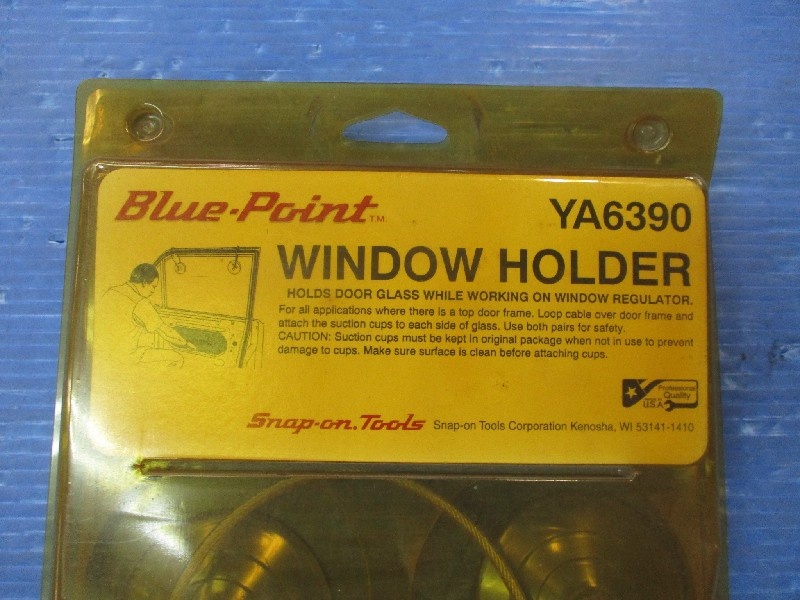 Blue-Point T.M.
YA6390
WINDOW HOLDER
HOLDS DOOR GLASS WHILE WORKING ON WINDOW REGULATOR.
For all applications where there is a top door frame. Loop cable over door frame and
attach the suction cups to each side of glass. Use both pairs for safety.
CAUTION: Suction cups must be kept in original package when not in use to prevent
damage to cups. Make sure surface is clean before attaching cups.
Professional
Quality
MADE IN
U.S.A.
Snap-on. Tools
Snap-on Tools Corporation Kenosha, WI 53141-1410